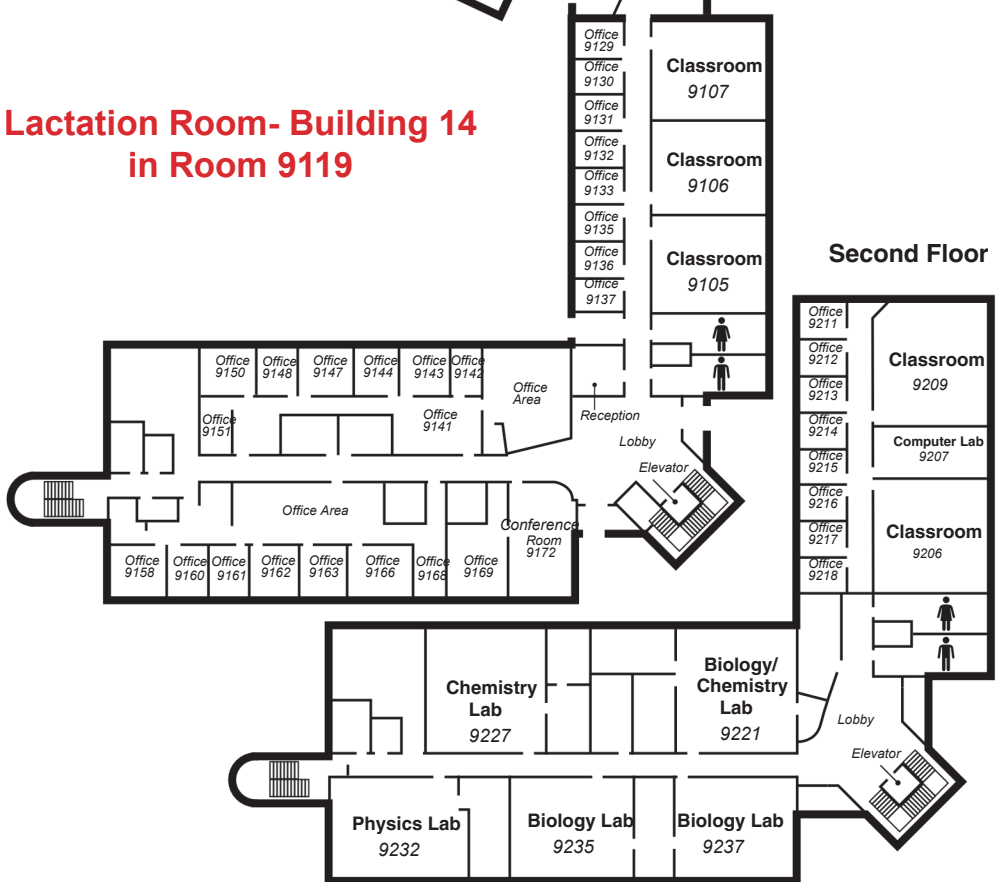 Lactation Room- Building 14
in Room 9119
Office
9129
Office
9130
Office
9131
Office
9132
Office
9133
Office
9135
Office
9136
Office
9137
Classroom
9107
Classroom
9106
Classroom
9105
Office
9150
Office
9148
Office
9147
Office
9144
Office
9143
Office
9142
Office
Area
Office
9151
Office
9141
Reception
Lobby
Elevator
Office Area
Conference
Room
9172
Office
9158
Office
9160
Office
9161
Office
9162
Office
9163
Office
9166
Office
9168
Office
9169
Second Floor
Office
9211
Office
9212
Office
9213
Office
9214
Office
9215
Office
9216
Office
9217
Office
9218
Classroom
9209
Computer Lab
9207
Classroom
9206
Chemistry
Lab
9227
Biology/
Chemistry
Lab
9221
Lobby
Elevator
Physics Lab
9232
Biology Lab
9235
Biology Lab
9237